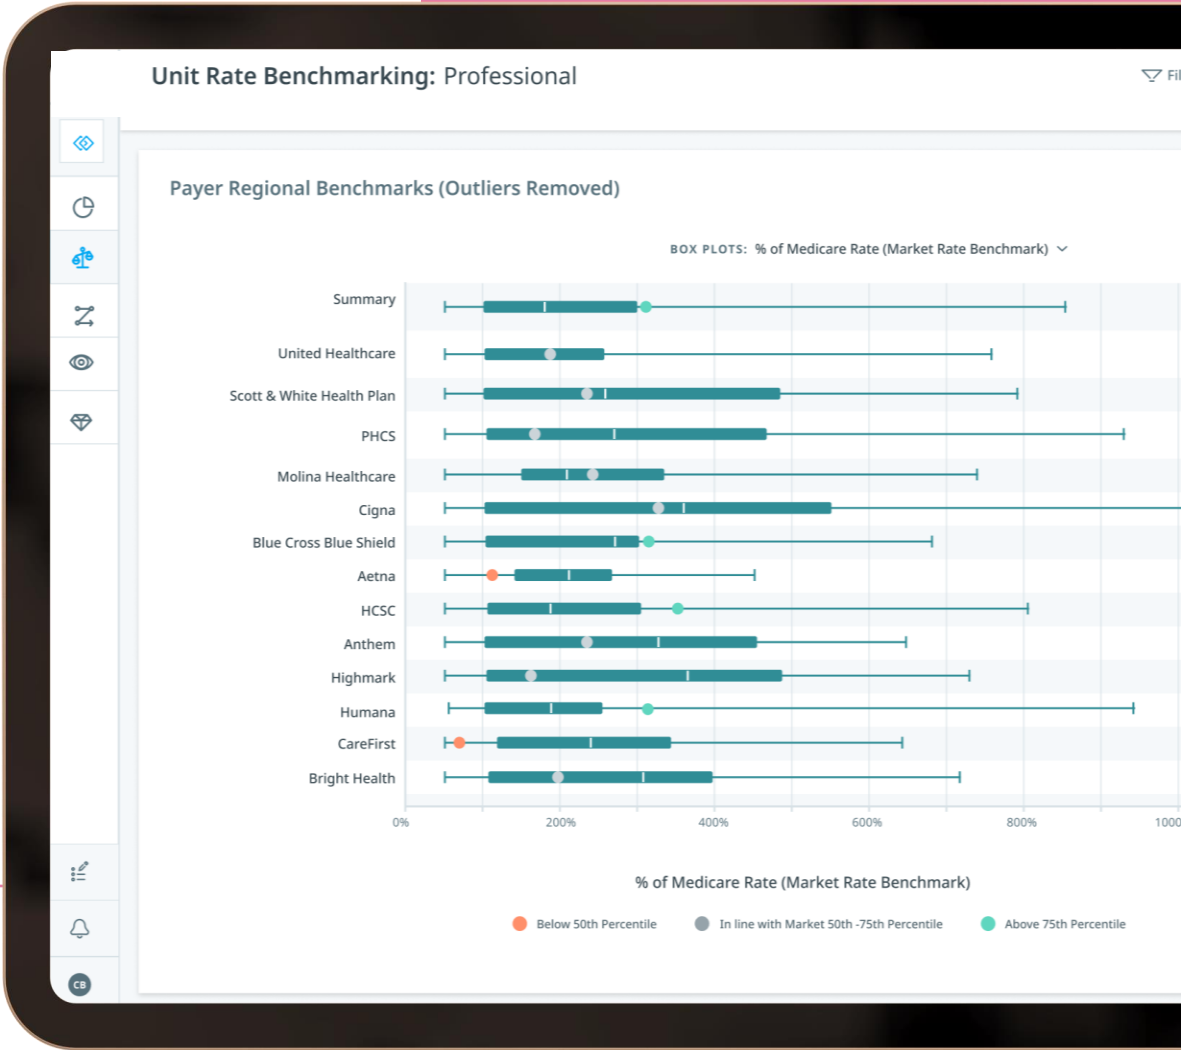 Unit Rate Benchmarking: Professional
Payer Regional Benchmarks (Outliers Removed)
BOX PLOTS: % of Medicare Rate (Market Rate Benchmark)
Summary
United Healthcare
Scott & White Health Plan
PHCS
Molina Healthcare
Cigna
Blue Cross Blue Shield
Aetna
HCSC
Anthem
Highmark
Humana
CareFirst
Bright Health
0% 200% 400% 600% 800% 1000
% of Medicare Rate (Market Rate Benchmark)
Below 50th Percentile In line with Market 50th -75th Percentile Above 75th Percentile
CB